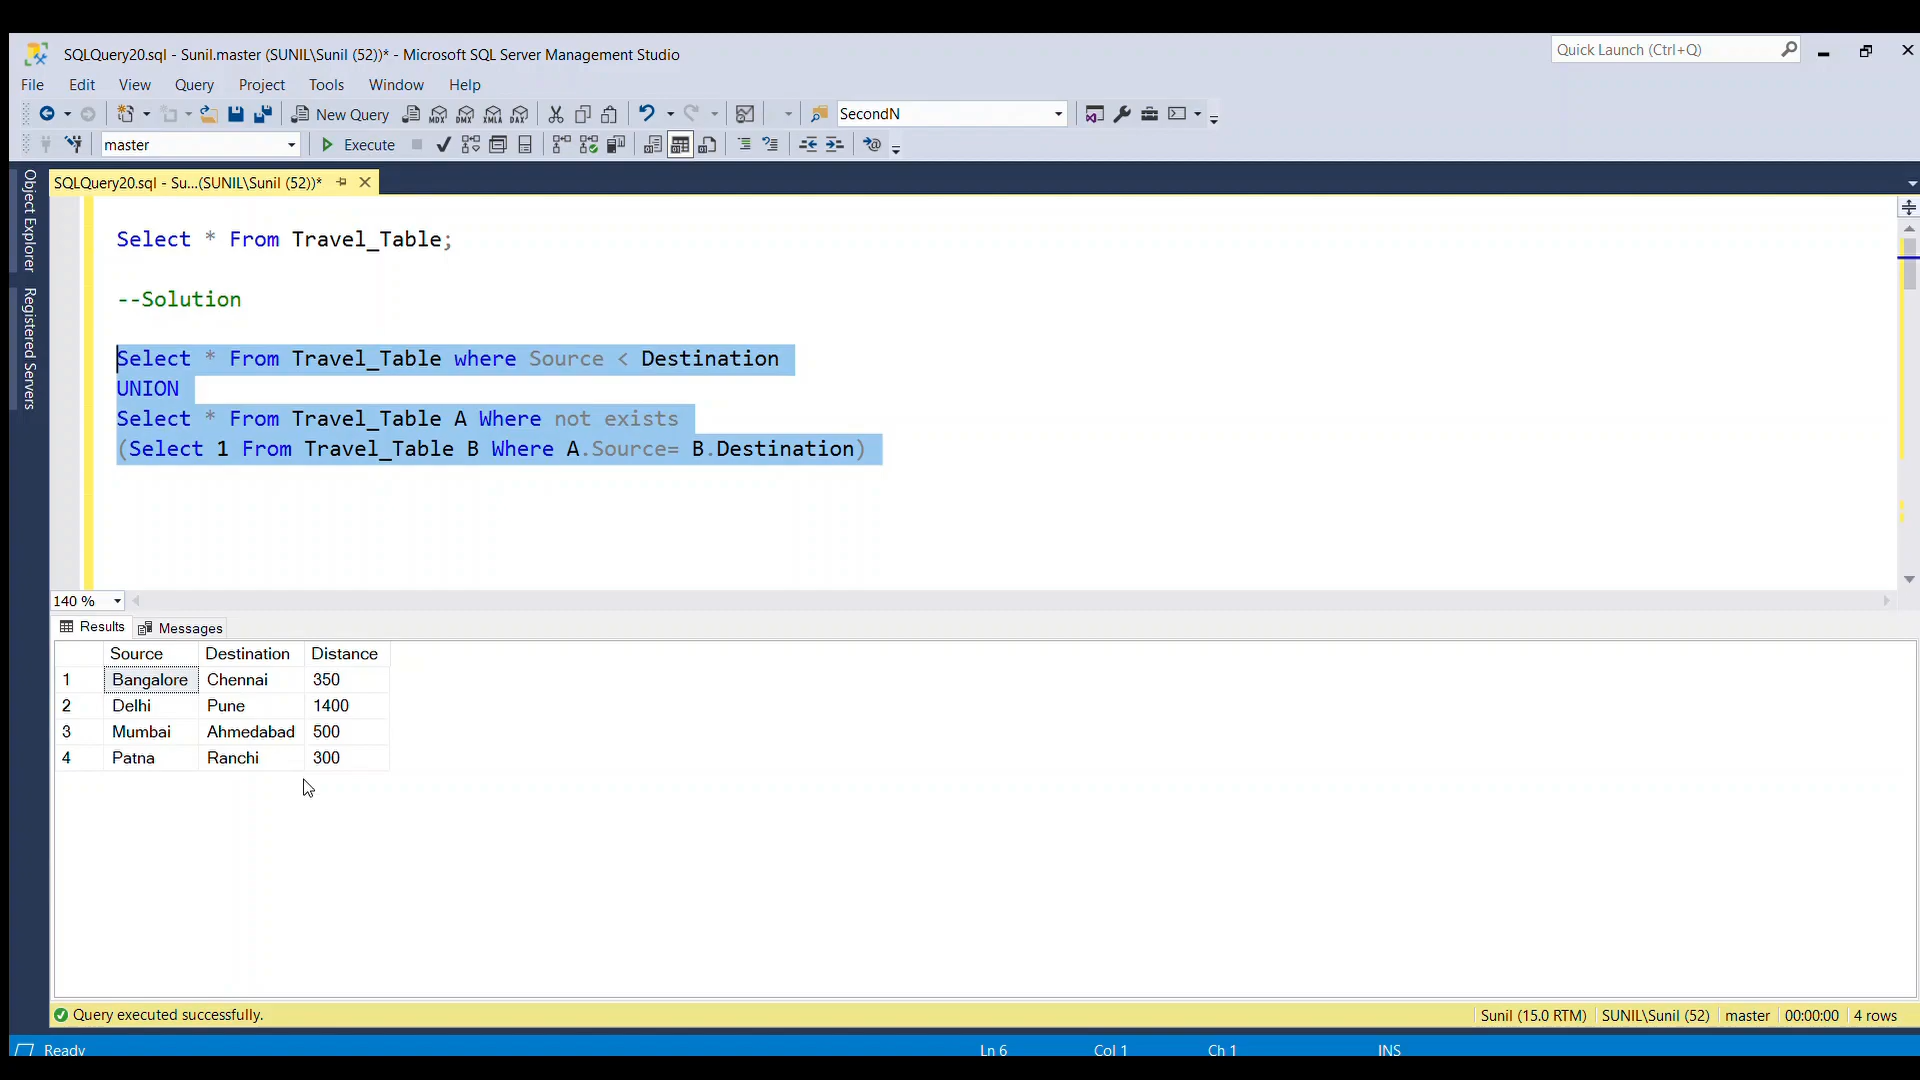 SQLQuery20.sql - Sunil.master (SUNIL\Sunil (52))* - Microsoft SQL Server Management Studio
Quick Launch (Ctrl+Q)
File Edit View Query Project Tools Window Help
New Query MDX DMX XMLA DAX SecondN
master Execute
Object Explorer
Registered Servers
SQLQuery20.sql - Su...(SUNIL\Sunil (52))*
Select * From Travel_Table;
--Solution
Select * From Travel_Table where Source < Destination
UNION
Select * From Travel_Table A Where not exists
(Select 1 From Travel_Table B Where A.Source= B.Destination)
140 %
Results Messages
Source Destination Distance
1 Bangalore Chennai 350
2 Delhi Pune 1400
3 Mumbai Ahmedabad 500
4 Patna Ranchi 300
Query executed successfully.
Sunil (15.0 RTM) SUNIL\Sunil (52) master 00:00:00 4 rows
Ready Ln 6 Col 1 Ch 1 INS